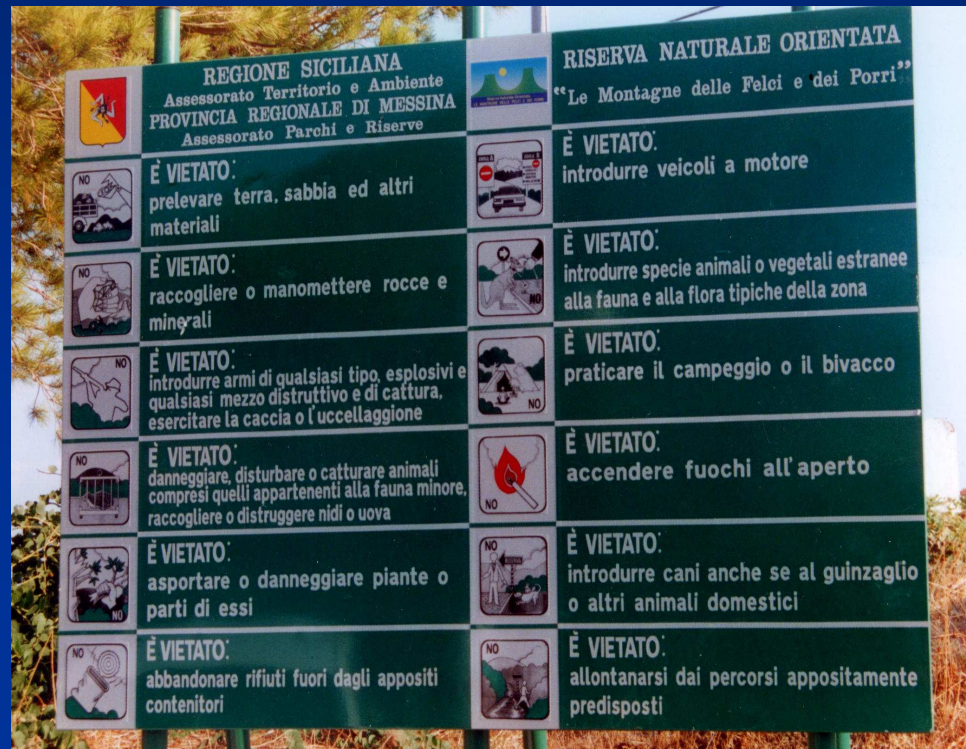 REGIONE SICILIANA
Assessorato Territorio e Ambiente
PROVINCIA REGIONALE DI MESSINA
Assessorato Parchi e Riserve
RISERVA NATURALE ORIENTATA
“Le Montagne delle Felci e dei Porri”
NO
È VIETATO:
prelevare terra, sabbia ed altri
materiali
NO
È VIETATO:
raccogliere o manomettere rocce e
minerali
NO
È VIETATO:
introdurre armi di qualsiasi tipo, esplosivi e
qualsiasi mezzo distruttivo e di cattura,
esercitare la caccia o l'uccellaggione
NO
È VIETATO:
danneggiare, disturbare o catturare animali
compresi quelli appartenenti alla fauna minore,
raccogliere o distruggere nidi o uova
NO
È VIETATO:
asportare o danneggiare piante o
parti di essi
NO
È VIETATO:
abbandonare rifiuti fuori dagli appositi
contenitori
È VIETATO:
introdurre veicoli a motore
NO
È VIETATO:
introdurre specie animali o vegetali estranee
alla fauna e alla flora tipiche della zona
NO
È VIETATO:
praticare il campeggio o il bivacco
NO
È VIETATO:
accendere fuochi all'aperto
NO
È VIETATO:
introdurre cani anche se al guinzaglio
o altri animali domestici
NO
È VIETATO:
allontanarsi dai percorsi appositamente
predisposti